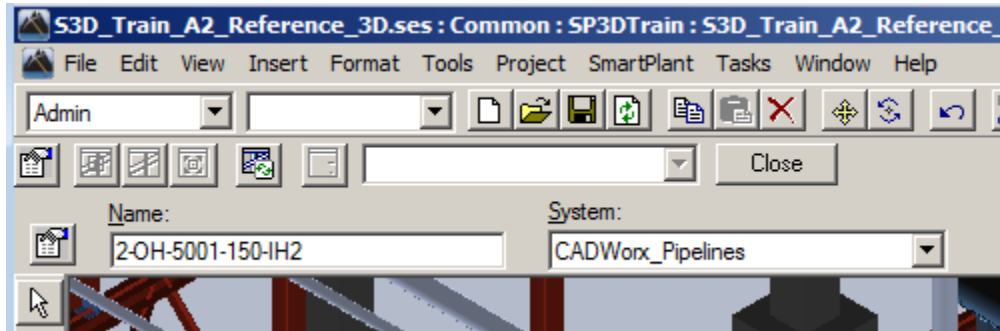 S3D_Train_A2_Reference_3D.ses : Common : SP3DTrain : S3D_Train_A2_Reference_
File Edit View Insert Format Tools Project SmartPlant Tasks Window Help
Admin
Close
Name: System:
2-OH-5001-150-IH2 CADWorx_Pipelines